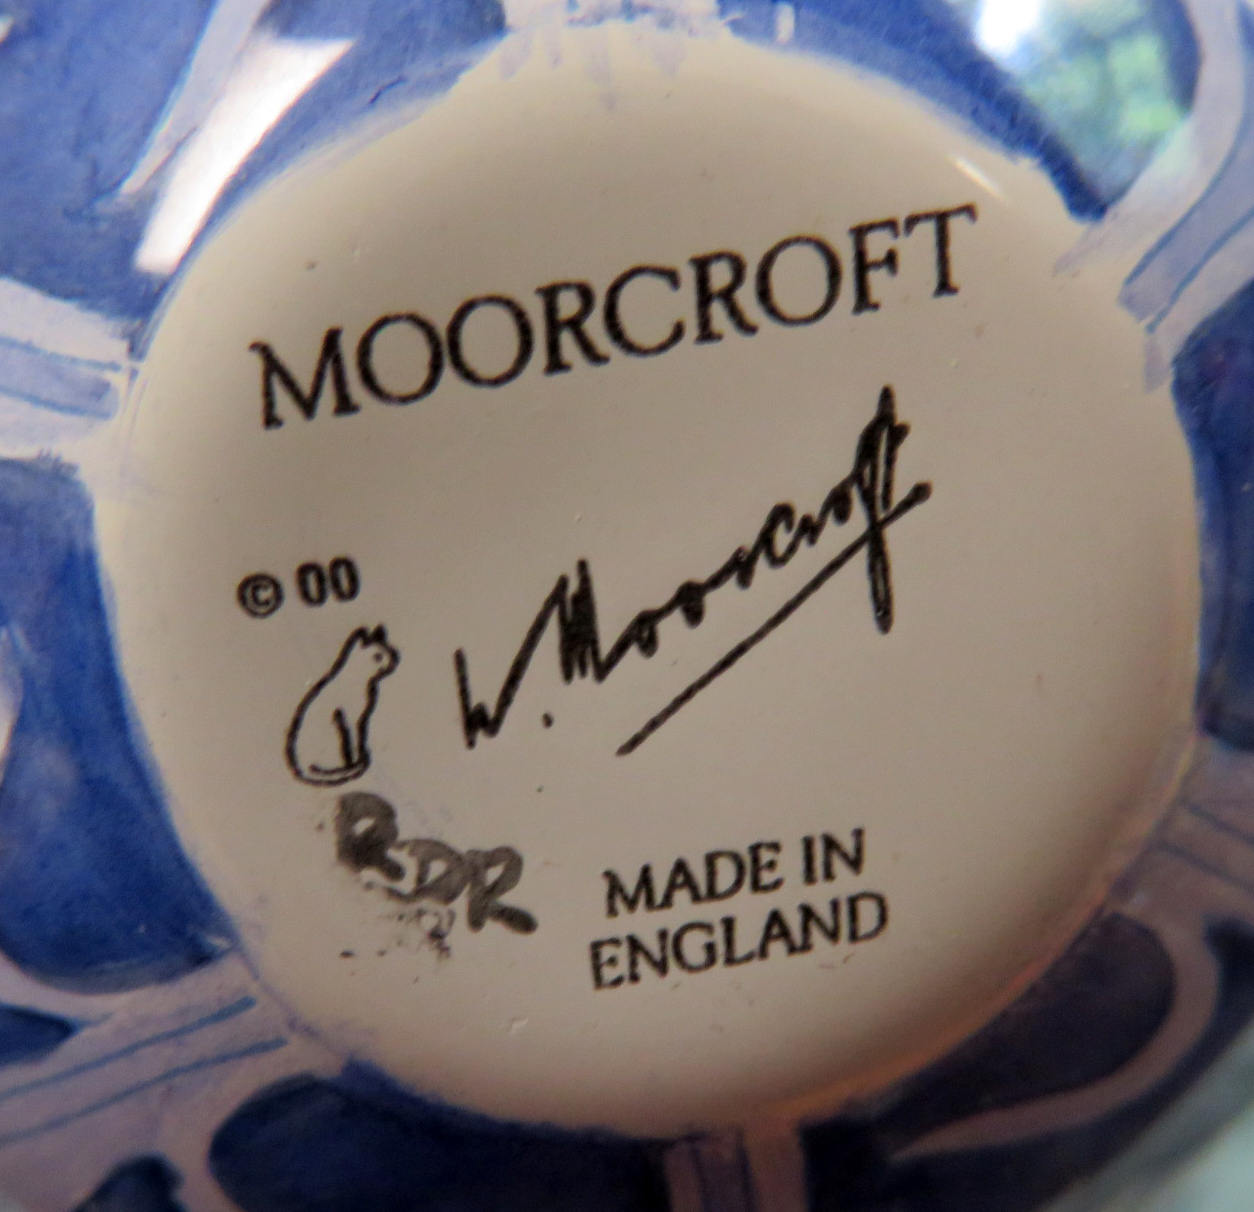 MOORCROFT
© 00
W. Moorcroft
RDR
MADE IN
ENGLAND